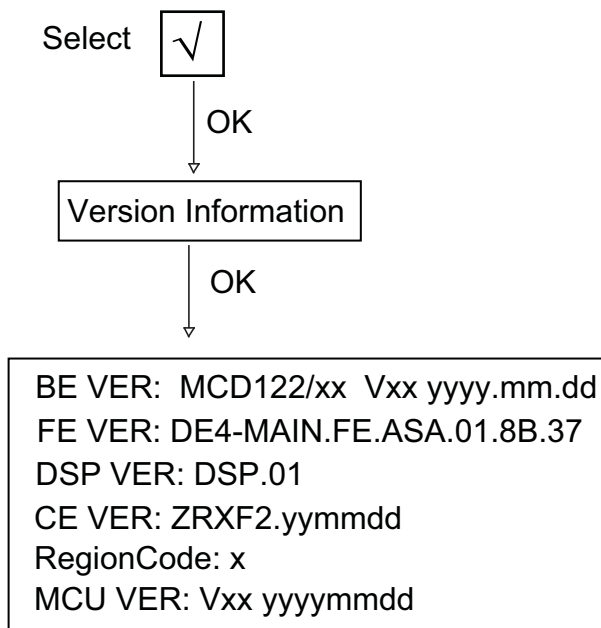 Select √
OK
Version Information
OK
BE VER: MCD122/xx Vxx yyyy.mm.dd
FE VER: DE4-MAIN.FE.ASA.01.8B.37
DSP VER: DSP.01
CE VER: ZRXF2.yymmdd
RegionCode: x
MCU VER: Vxx yyyymmdd